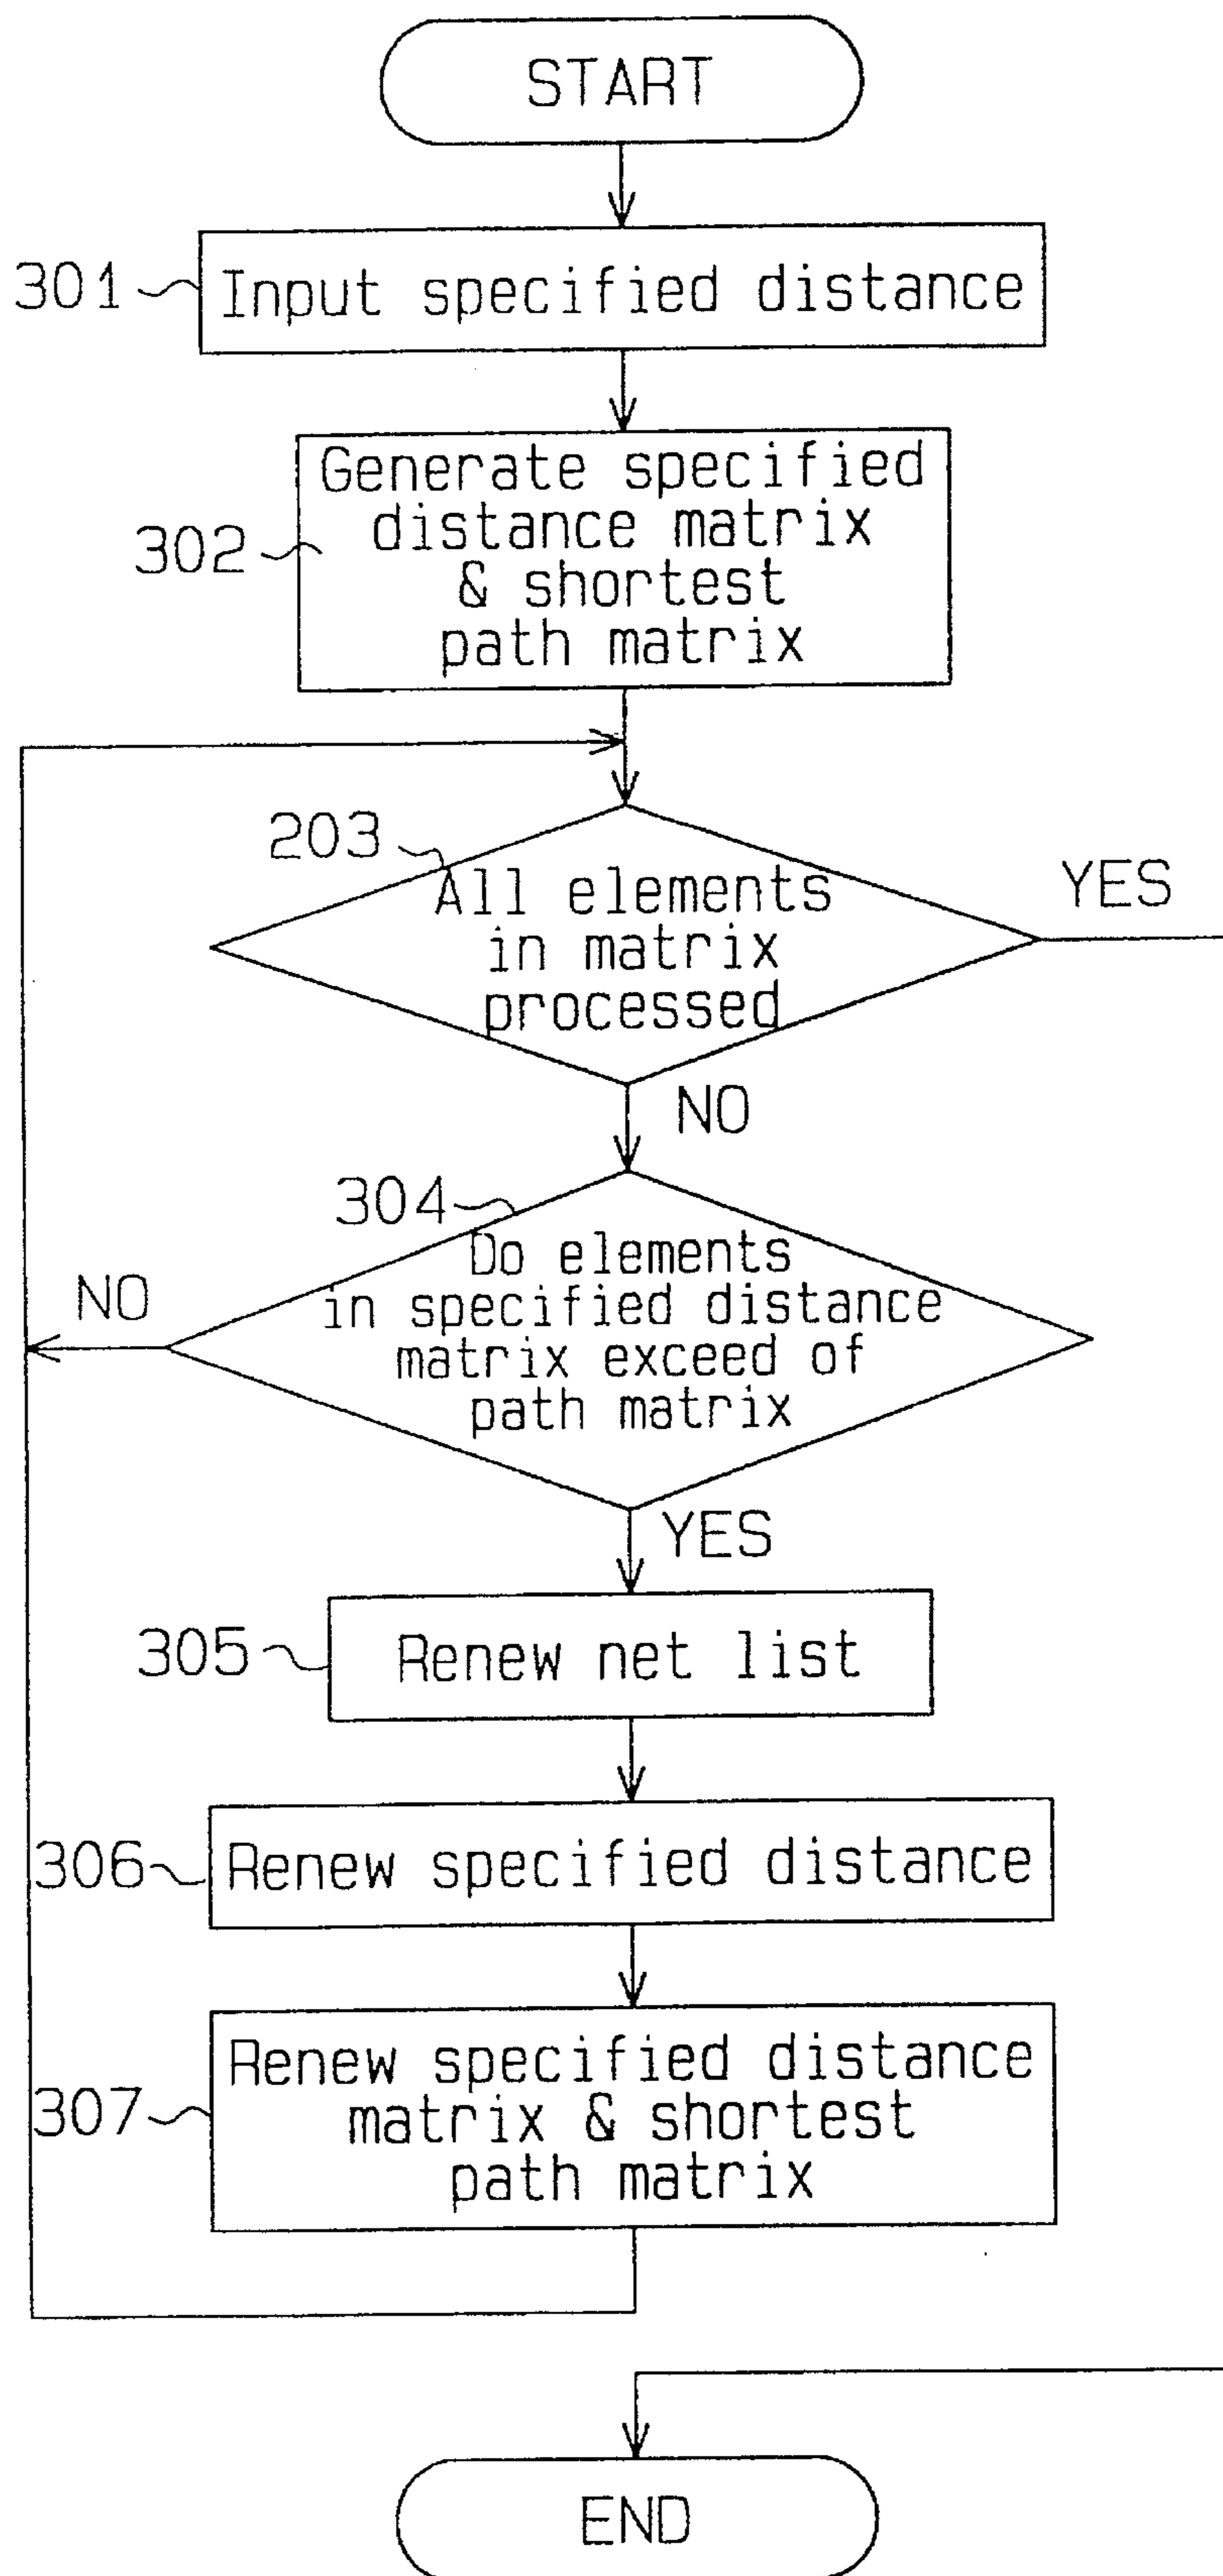 START
301
Input specified distance
302
Generate specified
distance matrix
& shortest
path matrix
203
All elements
in matrix
processed
YES
NO
304
Do elements
in specified distance
matrix exceed of
path matrix
NO
YES
305
Renew net list
306
Renew specified distance
307
Renew specified distance
matrix & shortest
path matrix
END